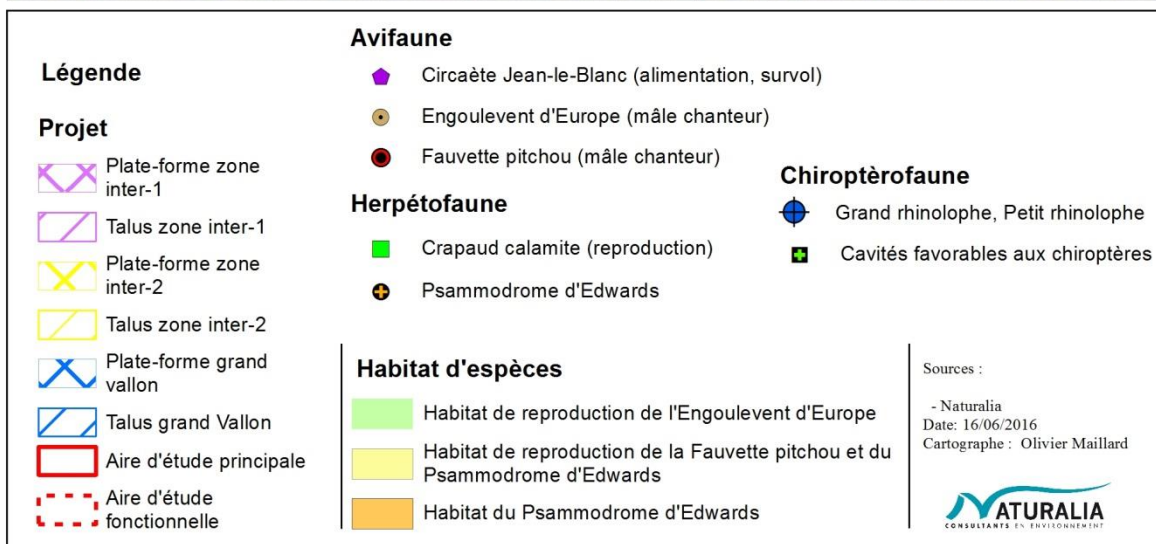 Légende
Projet
Plate-forme zone
inter-1
Talus zone inter-1
Plate-forme zone
inter-2
Talus zone inter-2
Plate-forme grand
vallon
Talus grand Vallon
Aire d'étude principale
Aire d'étude
fonctionnelle
Avifaune
Circaète Jean-le-Blanc (alimentation, survol)
Engoulevent d'Europe (mâle chanteur)
Fauvette pitchou (mâle chanteur)
Herpétofaune
Crapaud calamite (reproduction)
Psammodrome d'Edwards
Chiroptèrofaune
Grand rhinolophe, Petit rhinolophe
Cavités favorables aux chiroptères
Habitat d'espèces
Habitat de reproduction de l'Engoulevent d'Europe
Habitat de reproduction de la Fauvette pitchou et du
Psammodrome d'Edwards
Habitat du Psammodrome d'Edwards
Sources :
- Naturalia
Date: 16/06/2016
Cartographe : Olivier Maillard
NATURALIA
CONSULTANTS EN ENVIRONNEMENT